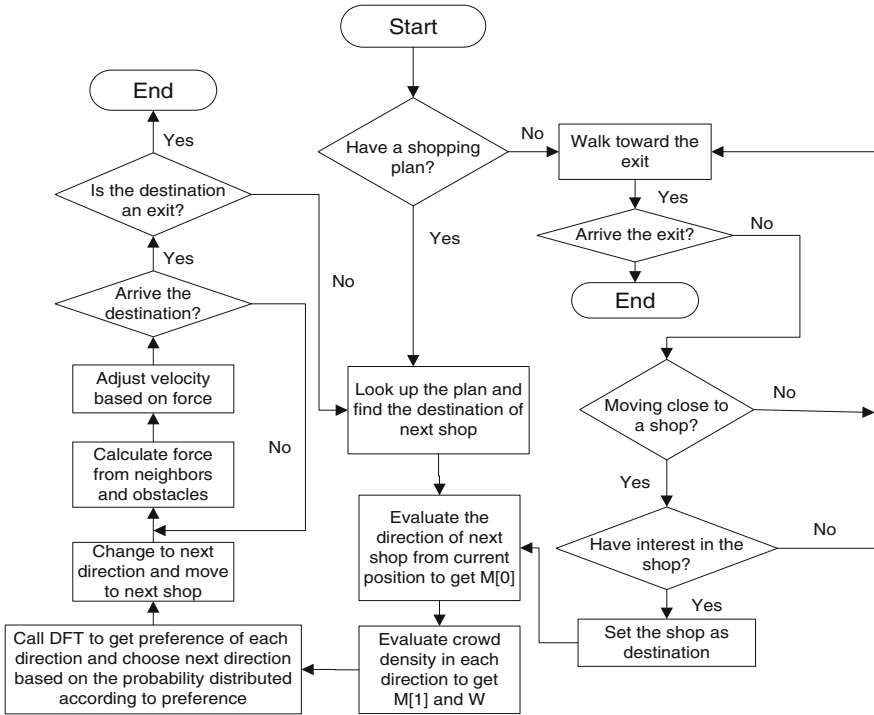 Start
Have a shopping
plan?
No
Yes
Walk toward the
exit
Yes
Arrive the exit?
No
End
Moving close to
a shop?
No
Yes
Have interest in the
shop?
No
Yes
Set the shop as
destination
Look up the plan and
find the destination of
next shop
Evaluate the
direction of next
shop from current
position to get M[0]
Evaluate crowd
density in each
direction to get
M[1] and W
Call DFT to get preference of each
direction and choose next direction
based on the probability distributed
according to preference
Change to next
direction and move
to next shop
Calculate force
from neighbors
and obstacles
Adjust velocity
based on force
Arrive the
destination?
No
Yes
Is the destination
an exit?
No
Yes
End